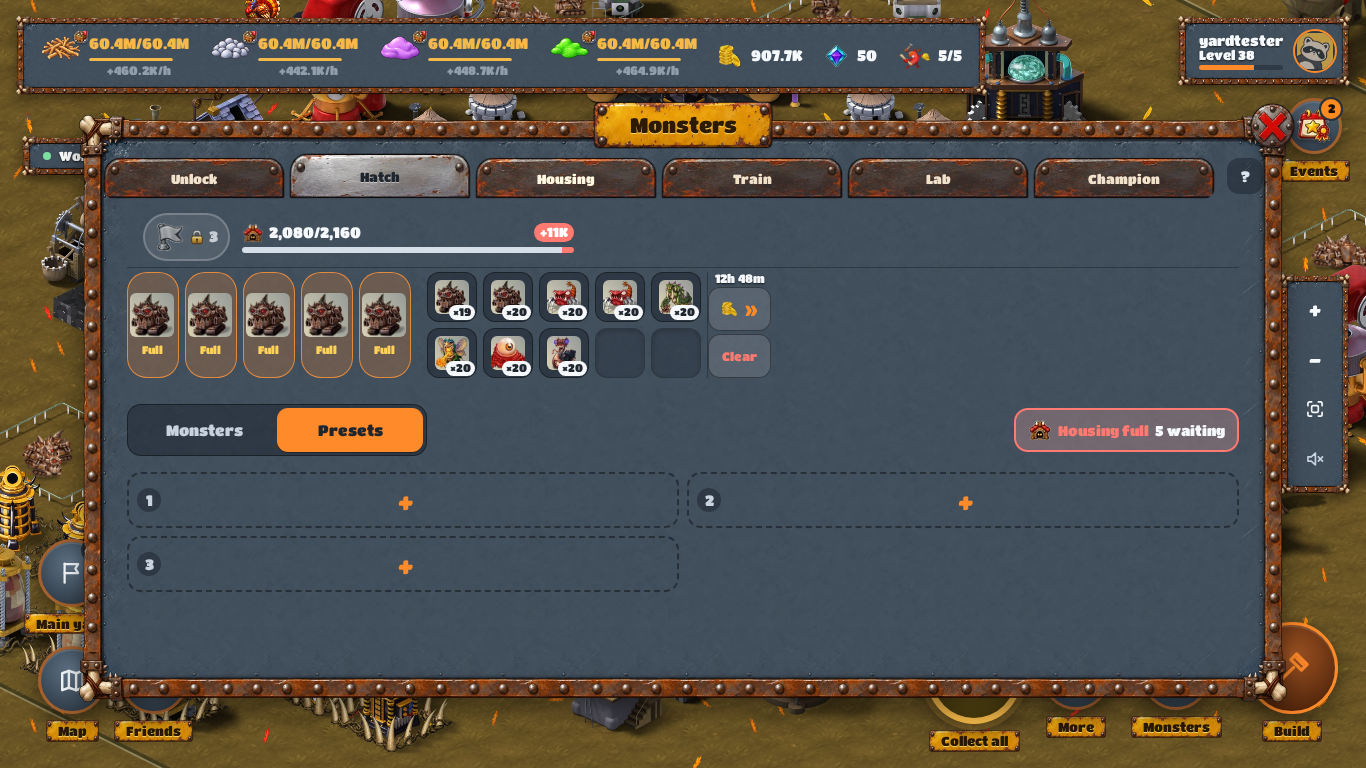 60.4M/60.4M
+460.2K/h
60.4M/60.4M
+442.1K/h
60.4M/60.4M
+448.7K/h
60.4M/60.4M
+464.9K/h
907.7K
50
5/5
yardtester
Level 38
Monsters
2
Events
Wo
Unlock
Hatch
Housing
Train
Lab
Champion
?
3
2,080/2,160
+11K
Full
Full
Full
Full
Full
×19
×20
×20
×20
×20
12h 48m
×20
×20
×20
Clear
Monsters
Presets
Housing full 5 waiting
1
2
3
Main ya
Map
Friends
Collect all
More
Monsters
Build